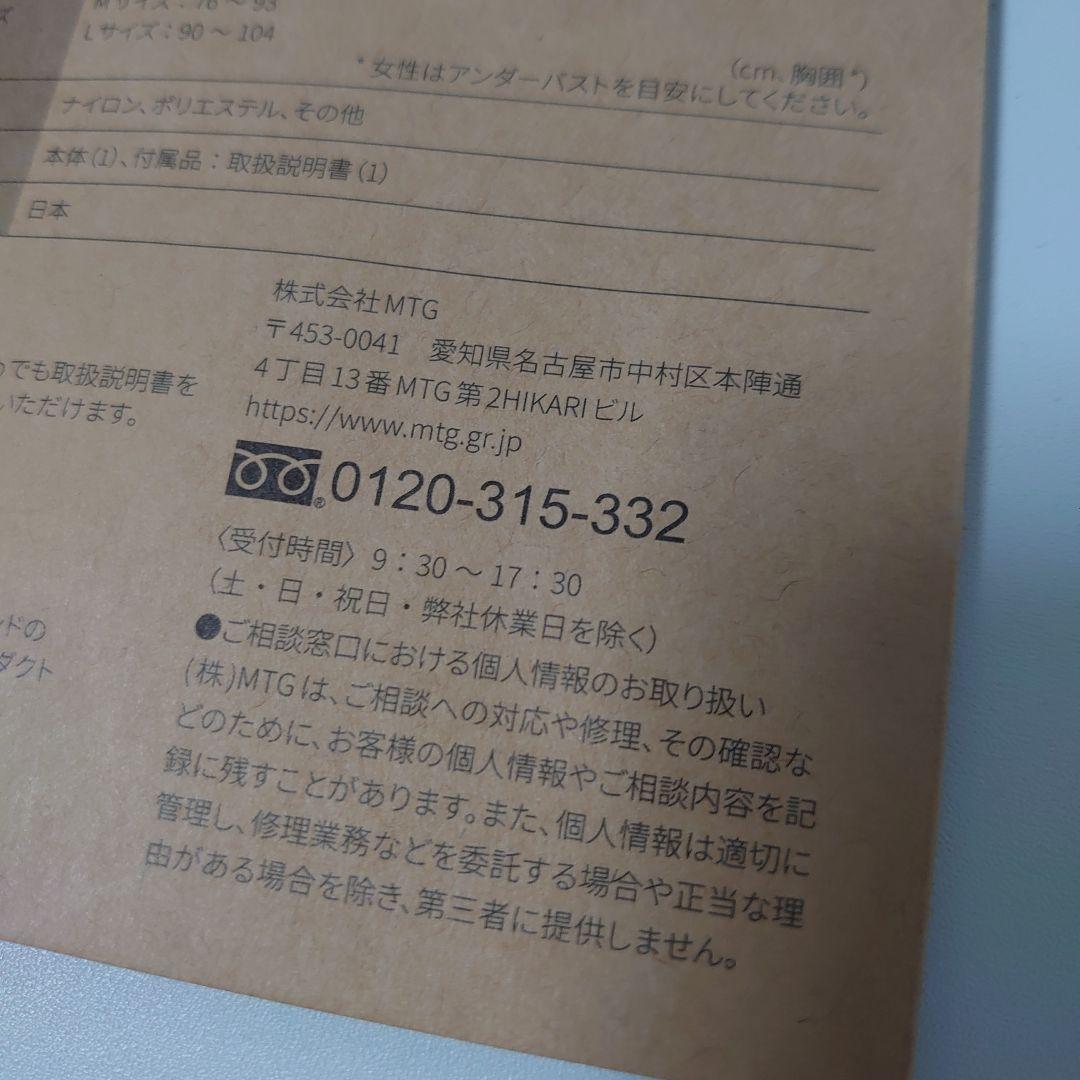 Mサイズ：76～93
Lサイズ：90～104
(cm、胸囲*)
*女性はアンダーバストを目安にしてください。
ナイロン、ポリエステル、その他
本体(1)、付属品：取扱説明書(1)
日本
株式会社MTG
〒453-0041 愛知県名古屋市中村区本陣通
4丁目13番MTG第2HIKARIビル
https://www.mtg.gr.jp
でも取扱説明書を
いただけます。
0120-315-332
〈受付時間〉9：30～17：30
(土・日・祝日・弊社休業日を除く)
●ご相談窓口における個人情報のお取り扱い
(株)MTGは、ご相談への対応や修理、その確認な
どのために、お客様の個人情報やご相談内容を記
録に残すことがあります。また、個人情報は適切に
管理し、修理業務などを委託する場合や正当な理
由がある場合を除き、第三者に提供しません。
ンドの
ダクト